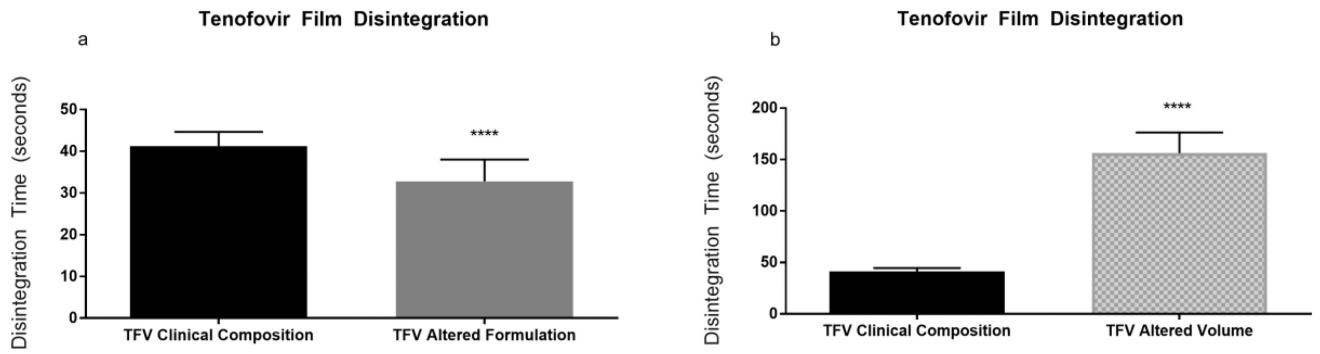 Tenofovir Film Disintegration
a
Disintegration Time (seconds)
50
40
30
20
10
0
****
TFV Clinical Composition
TFV Altered Formulation
Tenofovir Film Disintegration
b
Disintegration Time (seconds)
200
150
100
50
0
****
TFV Clinical Composition
TFV Altered Volume